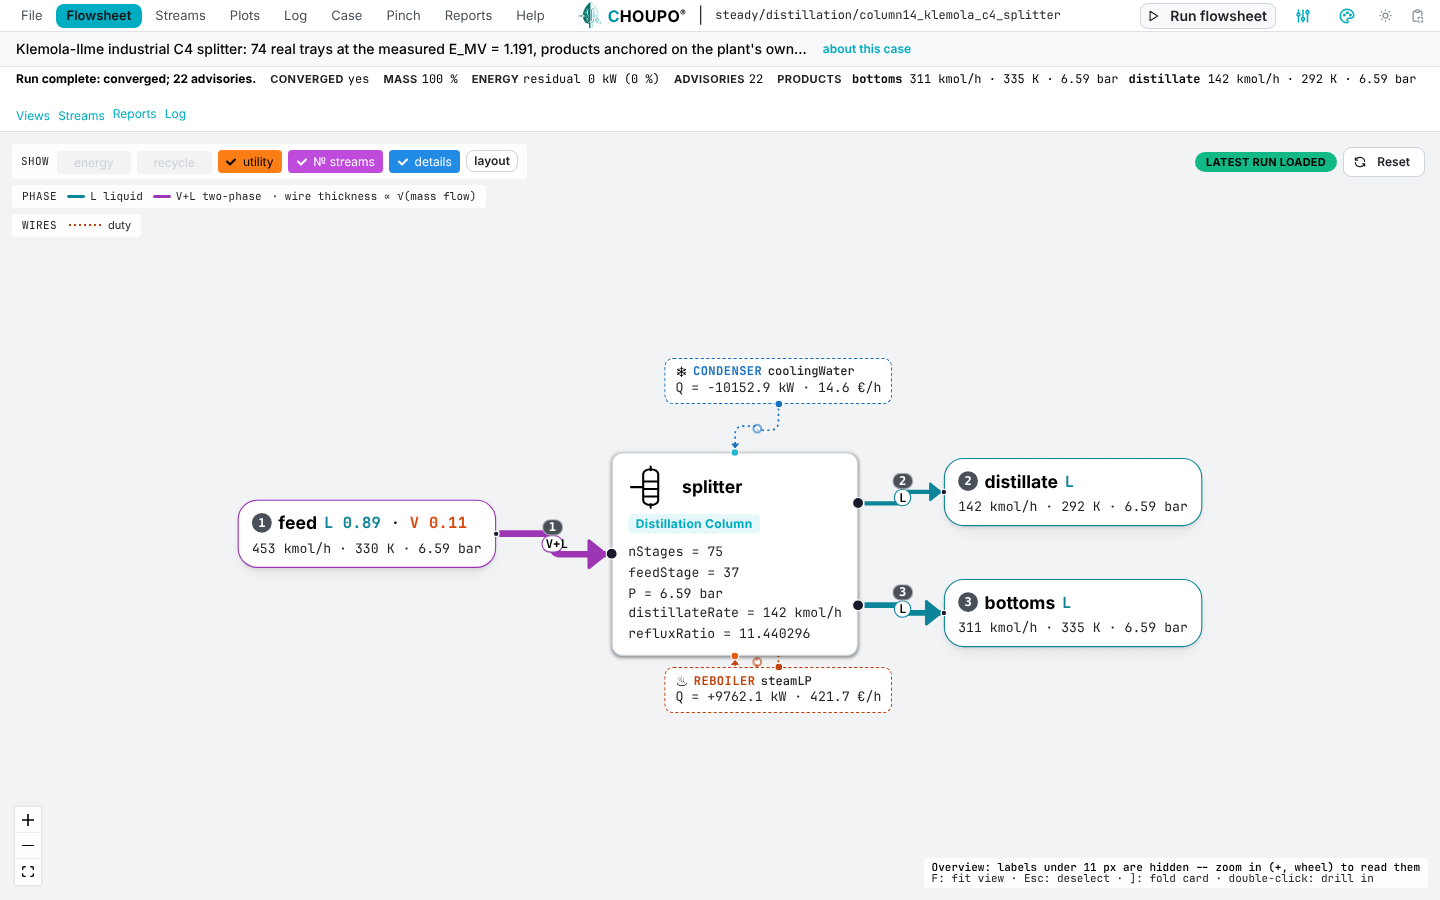 File Flowsheet Streams Plots Log Case Pinch Reports Help CHOUPO® steady/distillation/column14_klemola_c4_splitter Run flowsheet
Klemola-Ilme industrial C4 splitter: 74 real trays at the measured E_MV = 1.191, products anchored on the plant's own... about this case
Run complete: converged; 22 advisories. CONVERGED yes MASS 100 % ENERGY residual 0 kW (0 %) ADVISORIES 22 PRODUCTS bottoms 311 kmol/h · 335 K · 6.59 bar distillate 142 kmol/h · 292 K · 6.59 bar
Views Streams Reports Log
SHOW energy recycle utility № streams details layout
LATEST RUN LOADED Reset
PHASE L liquid V+L two-phase · wire thickness ∝ √(mass flow)
WIRES duty
CONDENSER coolingWater
Q = -10152.9 kW · 14.6 €/h
splitter
Distillation Column
nStages = 75
feedStage = 37
P = 6.59 bar
distillateRate = 142 kmol/h
refluxRatio = 11.440296
1 feed L 0.89 · V 0.11
453 kmol/h · 330 K · 6.59 bar
1
V+L
2
L
2 distillate L
142 kmol/h · 292 K · 6.59 bar
3
L
3 bottoms L
311 kmol/h · 335 K · 6.59 bar
REBOILER steamLP
Q = +9762.1 kW · 421.7 €/h
Overview: labels under 11 px are hidden -- zoom in (+, wheel) to read them
F: fit view · Esc: deselect · ]: fold card · double-click: drill in